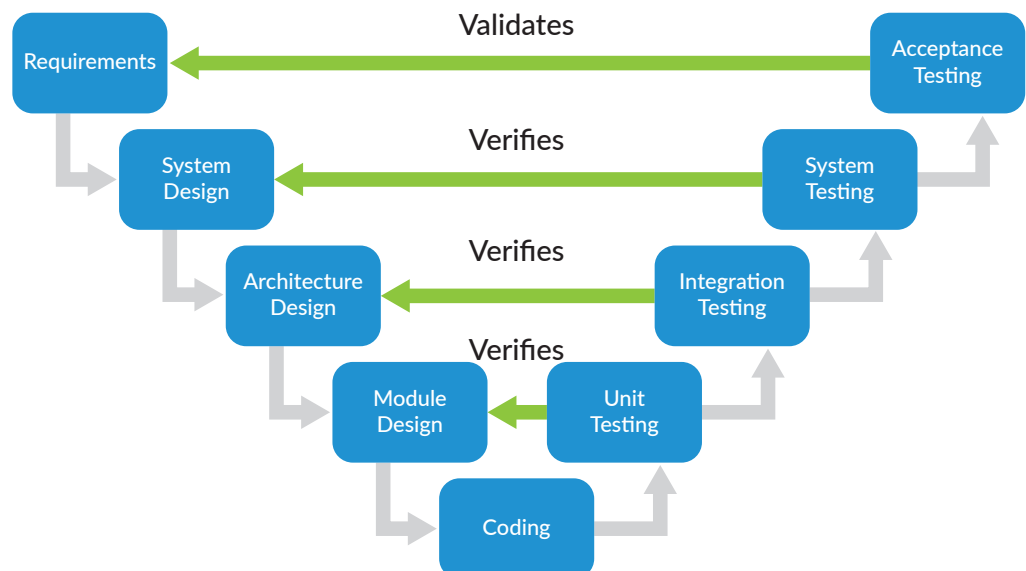 Validates
Requirements
Acceptance
Testing
Verifies
System
Design
System
Testing
Verifies
Architecture
Design
Integration
Testing
Verifies
Module
Design
Unit
Testing
Coding